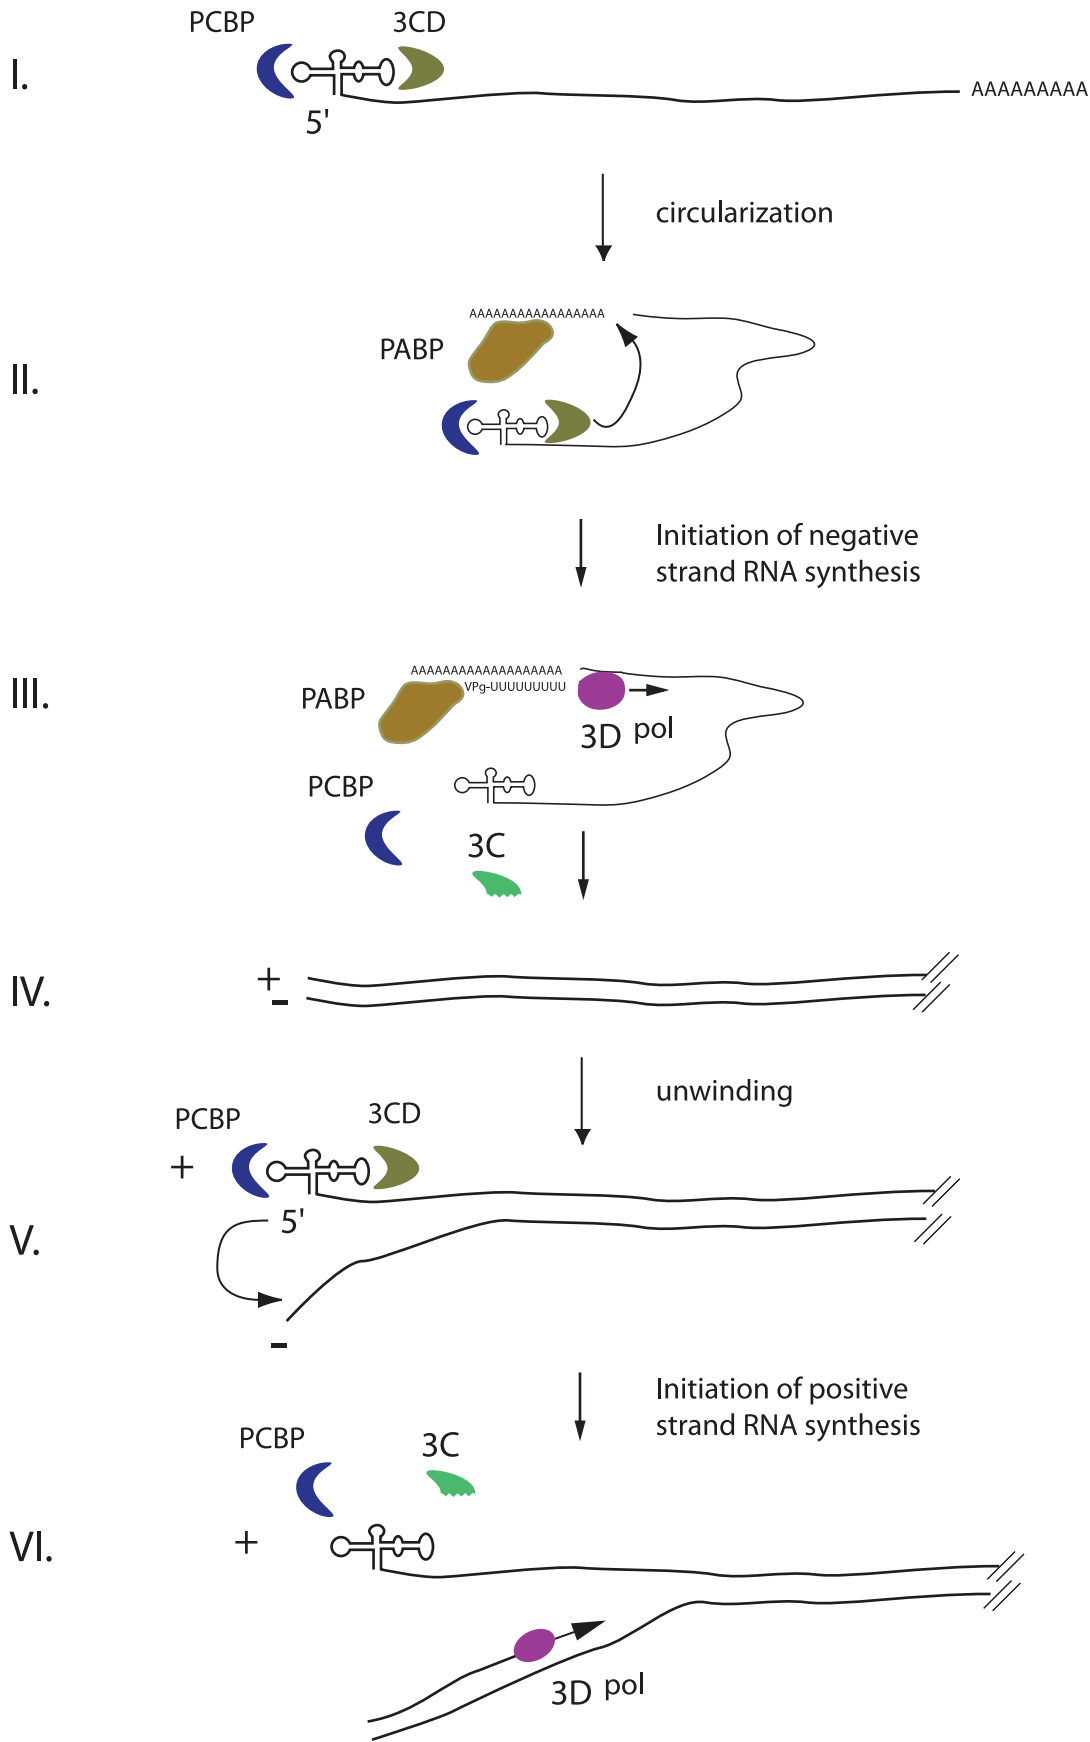 PCBP 3CD
I.
AAAAAAAAA
5'
circularization
AAAAAAAAAAAAAAAAA
PABP
II.
Initiation of negative
strand RNA synthesis
AAAAAAAAAAAAAAAAAAA
VPg-UUUUUUUUU
III.
PABP
3D pol
PCBP
3C
IV.
+
-
unwinding
PCBP 3CD
+
5'
V.
-
Initiation of positive
strand RNA synthesis
PCBP 3C
VI.
+
3D pol